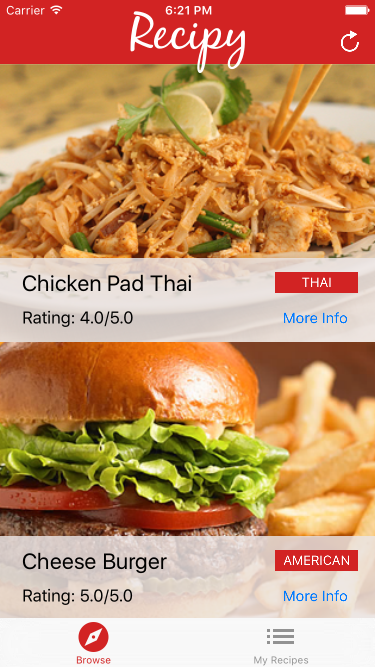 Carrier 6:21 PM
Recipy
Chicken Pad Thai THAI
Rating: 4.0/5.0 More Info
Cheese Burger AMERICAN
Rating: 5.0/5.0 More Info
Browse My Recipes